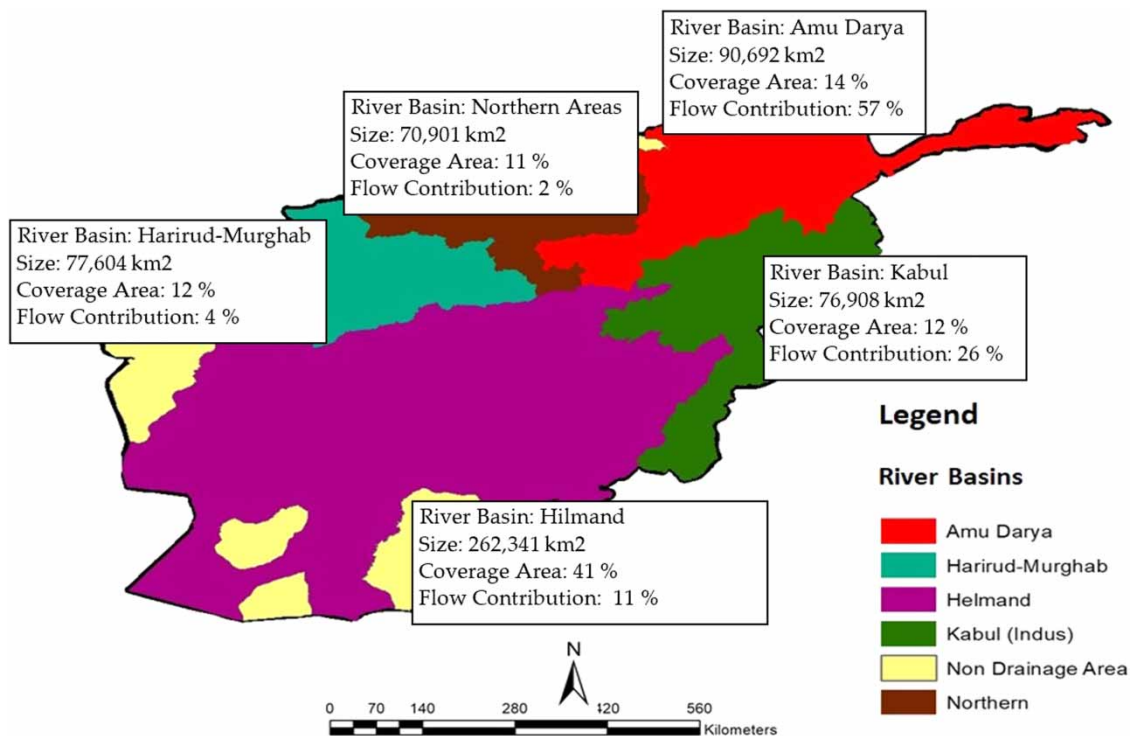 River Basin: Amu Darya
Size: 90,692 km2
Coverage Area: 14 %
Flow Contribution: 57 %
River Basin: Northern Areas
Size: 70,901 km2
Coverage Area: 11 %
Flow Contribution: 2 %
River Basin: Harirud-Murghab
Size: 77,604 km2
Coverage Area: 12 %
Flow Contribution: 4 %
River Basin: Kabul
Size: 76,908 km2
Coverage Area: 12 %
Flow Contribution: 26 %
River Basin: Hilmand
Size: 262,341 km2
Coverage Area: 41 %
Flow Contribution: 11 %
Legend
River Basins
Amu Darya
Harirud-Murghab
Helmand
Kabul (Indus)
Non Drainage Area
Northern
N
0 70 140 280 420 560
Kilometers